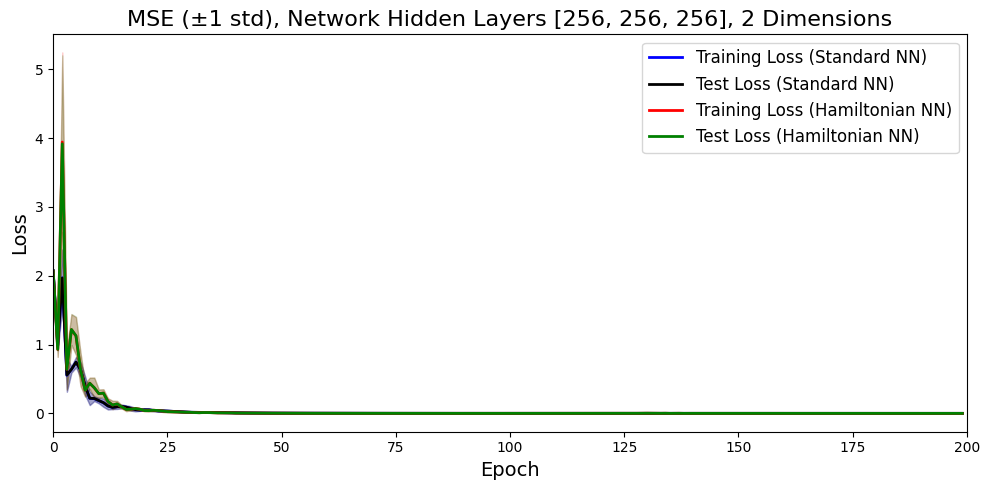 MSE (±1 std), Network Hidden Layers [256, 256, 256], 2 Dimensions
Training Loss (Standard NN)
Test Loss (Standard NN)
Training Loss (Hamiltonian NN)
Test Loss (Hamiltonian NN)
Loss
5
4
3
2
1
0
0 25 50 75 100 125 150 175 200
Epoch